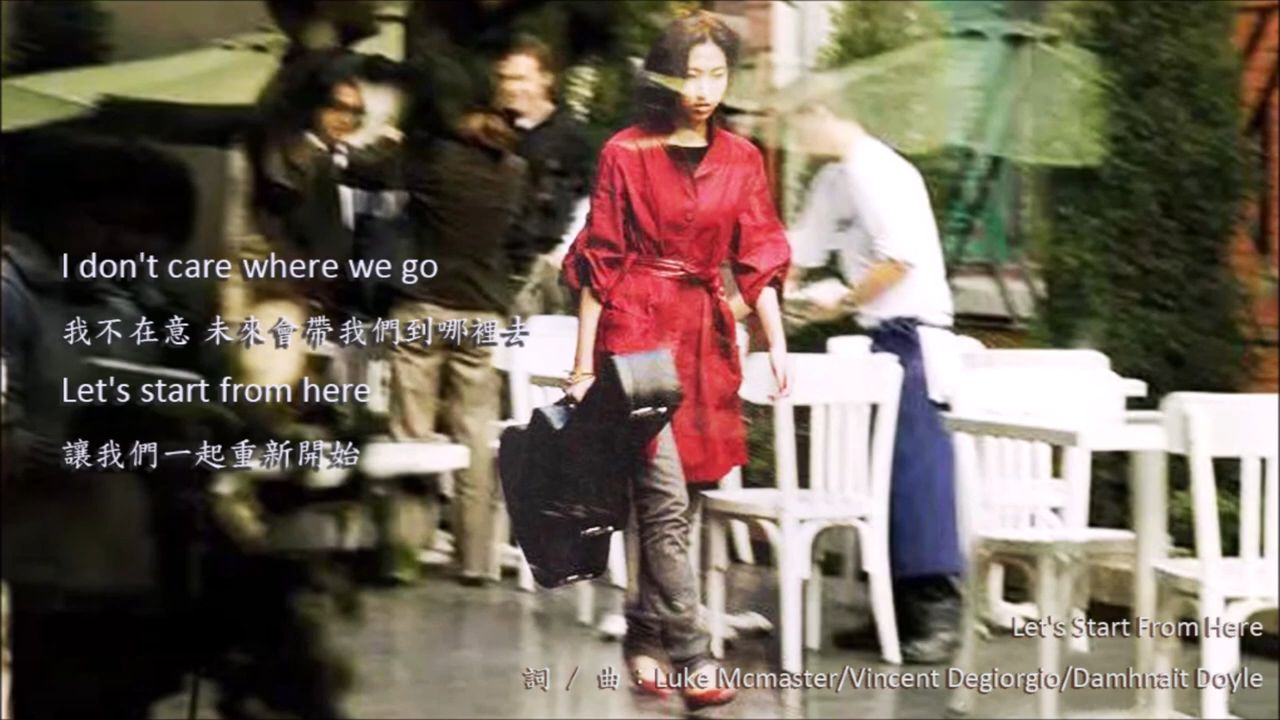 I don't care where we go
我不在意 未來會帶我們到哪裡去
Let's start from here
讓我們一起重新開始
Let's Start From Here
詞 / 曲：Luke Mcmaster/Vincent Degiorgio/Damhnait Doyle